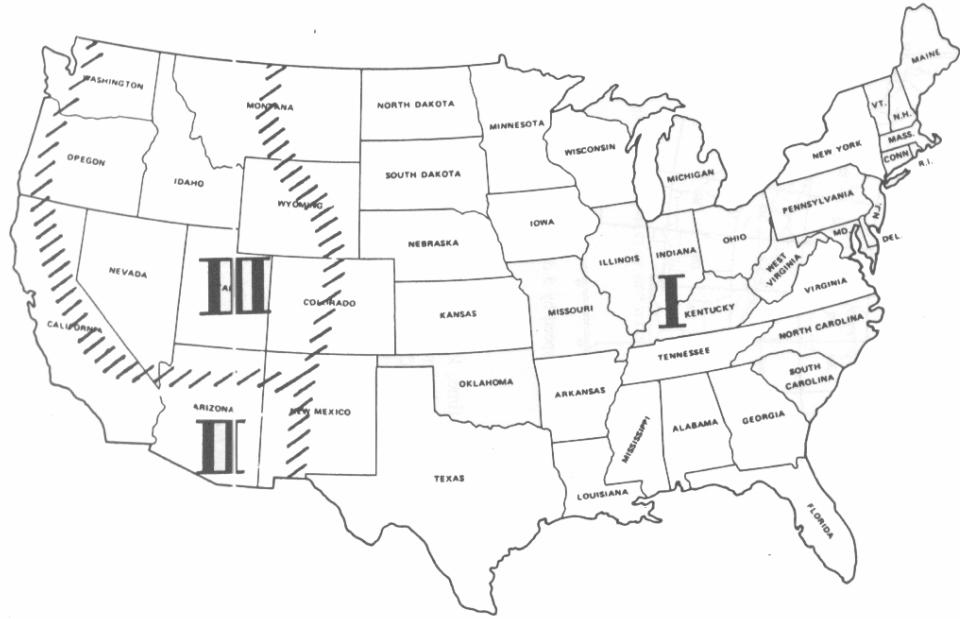 WASHINGTON
MONTANA
NORTH DAKOTA
MINNESOTA
MAINE
VT.
N.H.
MASS.
CONN
R.I.
NEW YORK
OPEGON
IDAHO
WYOMING
SOUTH DAKOTA
WISCONSIN
MICHIGAN
PENNSYLVANIA
N.J.
IOWA
NEBRASKA
ILLINOIS
INDIANA
OHIO
MD.
DEL.
WEST
VIRGINIA
VIRGINIA
NEVADA
COLORADO
KANSAS
MISSOURI
KENTUCKY
I
CALIFORNIA
NORTH CAROLINA
TENNESSEE
SOUTH
CAROLINA
ARIZONA
NEW MEXICO
OKLAHOMA
ARKANSAS
MISSISSIPPI
ALABAMA
GEORGIA
II
TEXAS
LOUISIANA
FLORIDA